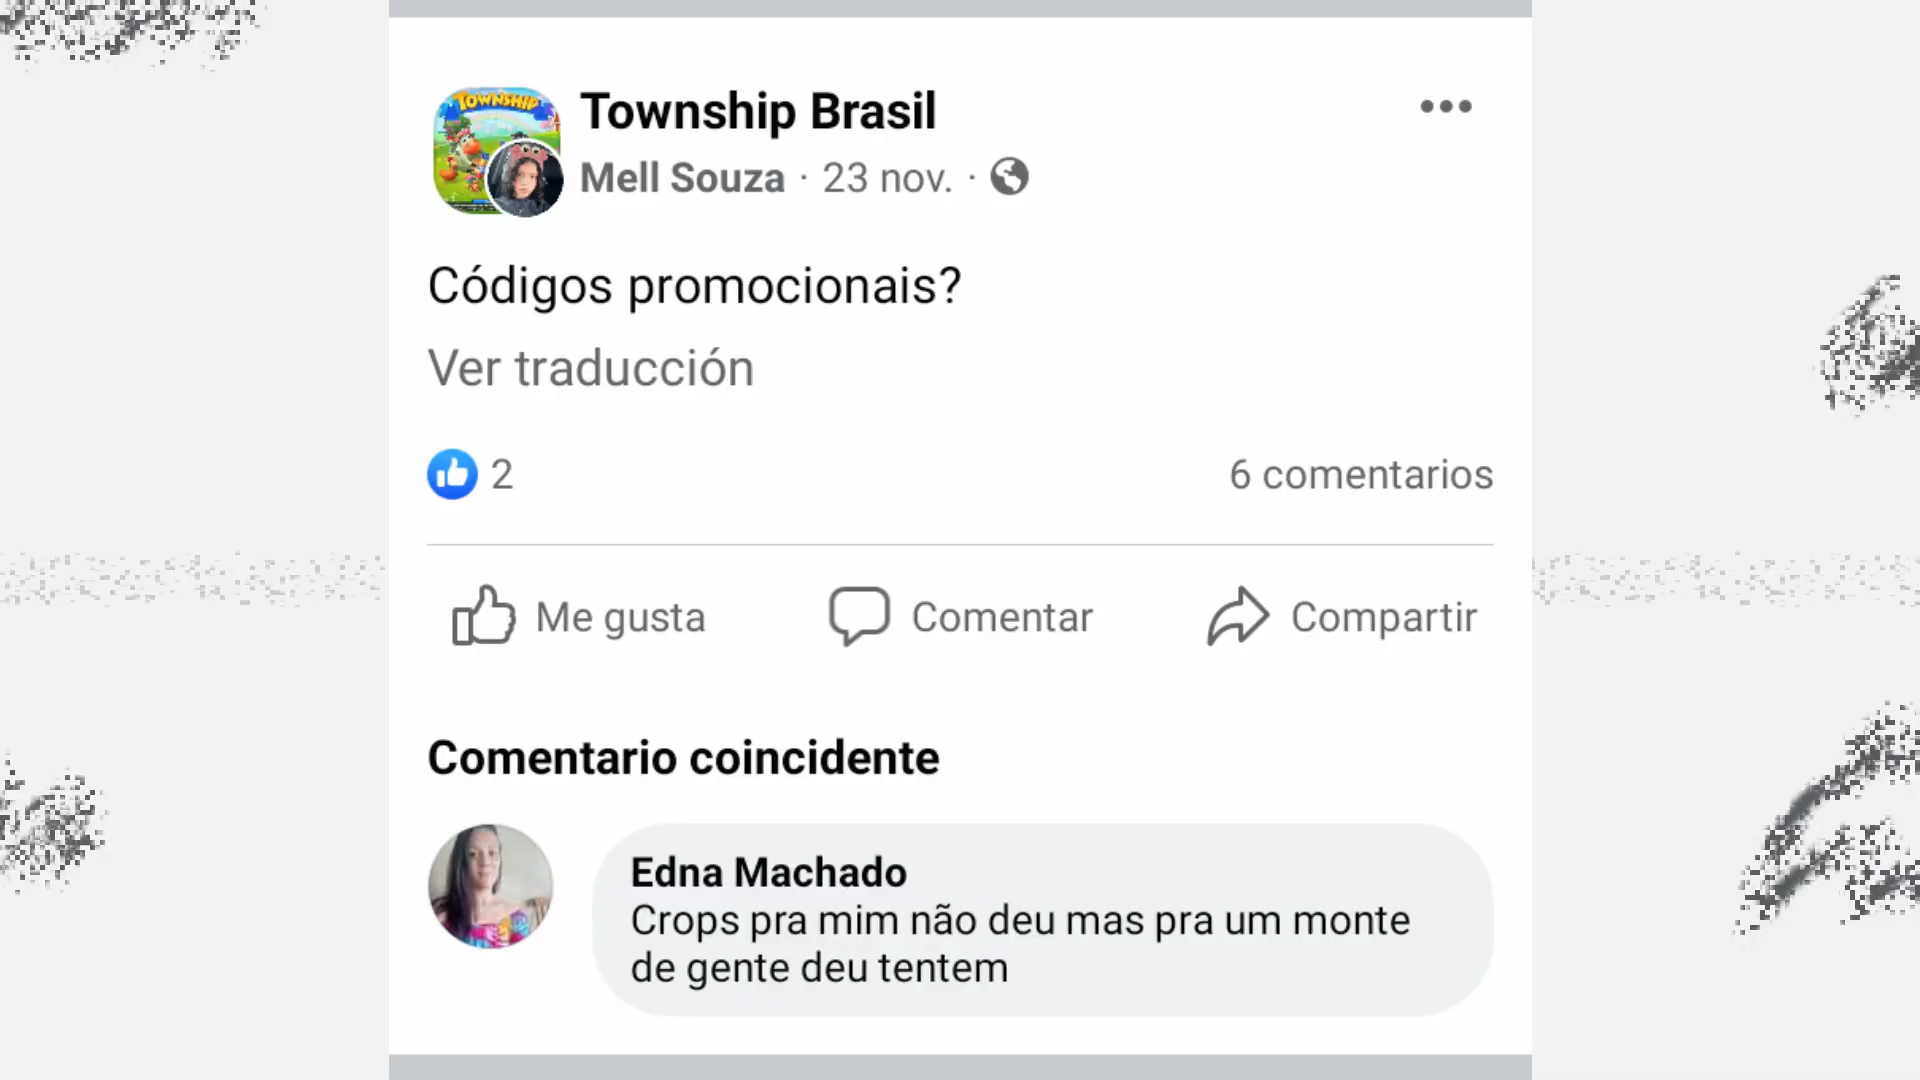 TOWNSHIP
Township Brasil
Mell Souza · 23 nov. ·
Códigos promocionais?
Ver traducción
2
6 comentarios
Me gusta
Comentar
Compartir
Comentario coincidente
Edna Machado
Crops pra mim não deu mas pra um monte
de gente deu tentem